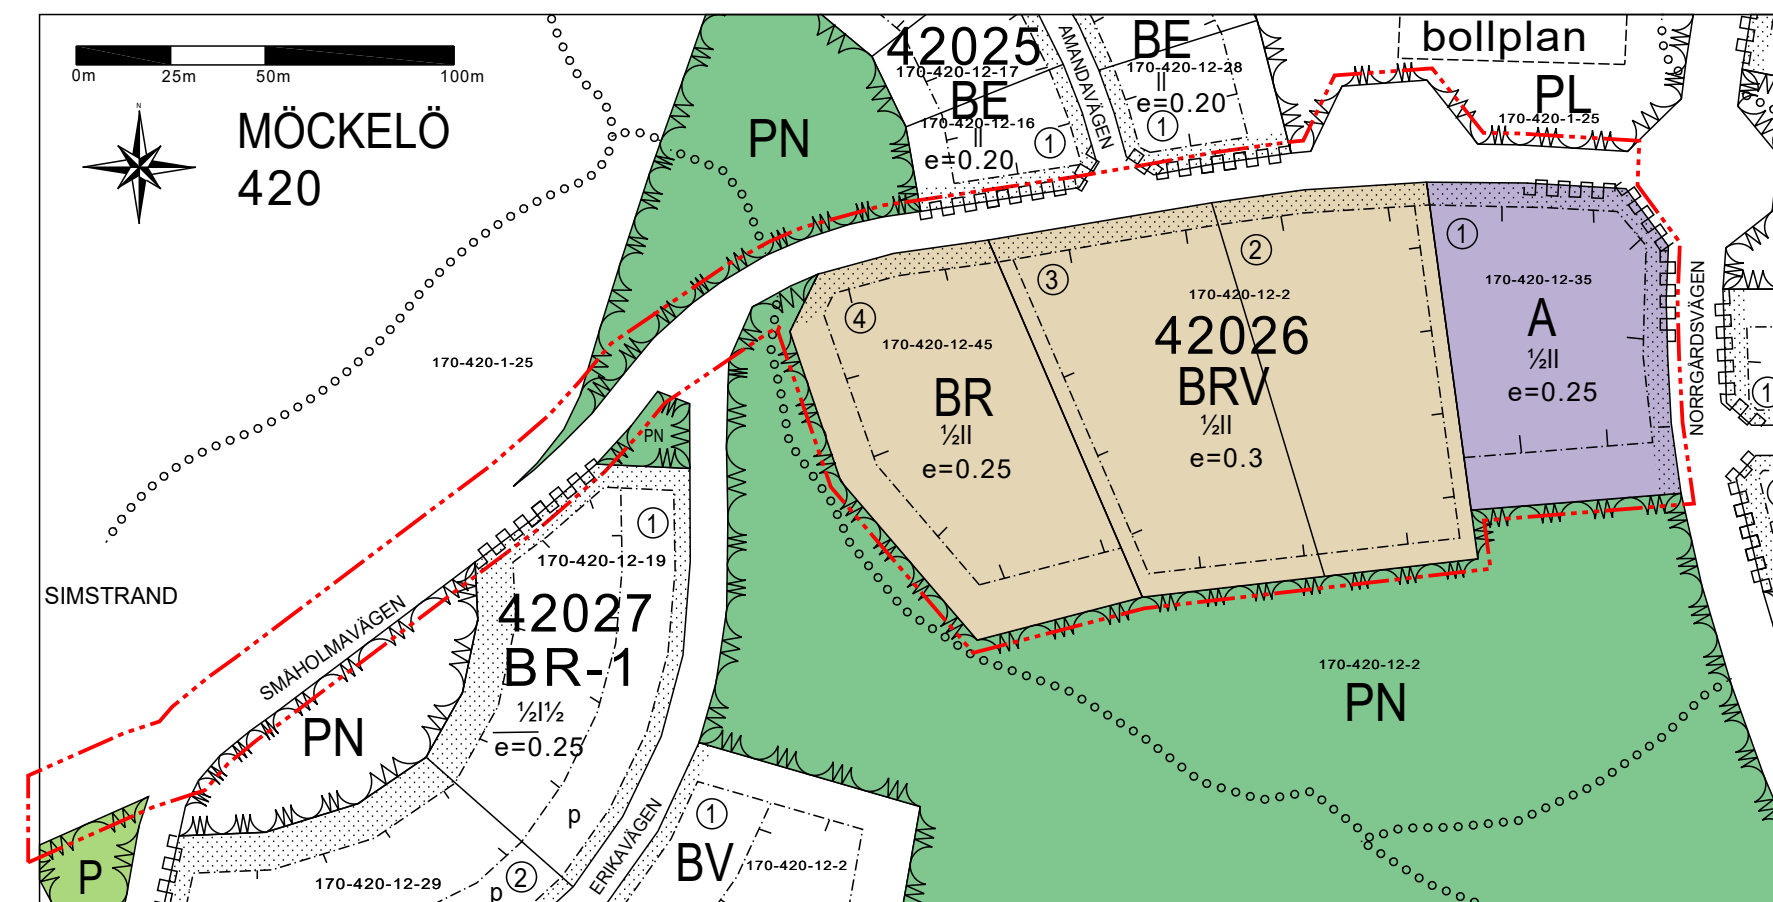 0m 25m 50m 100m
N
MÖCKELÖ
420
42025
170-420-12-17
BE
II
170-420-12-16
e=0.20
1
AMANDAVÄGEN
BE
170-420-12-28
II
e=0.20
1
bollplan
PL
170-420-1-25
PN
170-420-1-25
4
170-420-12-45
BR
½II
e=0.25
3
2
170-420-12-2
42026
BRV
½II
e=0.3
1
170-420-12-35
A
½II
e=0.25
NORRGÅRDSVÄGEN
1
PN
1
170-420-12-19
42027
BR-1
½I½
e=0.25
p
SIMSTRAND
SMÅHOLMAVÄGEN
PN
170-420-12-2
PN
P
170-420-12-29
p
2
ERIKAVÄGEN
1
BV
170-420-12-2